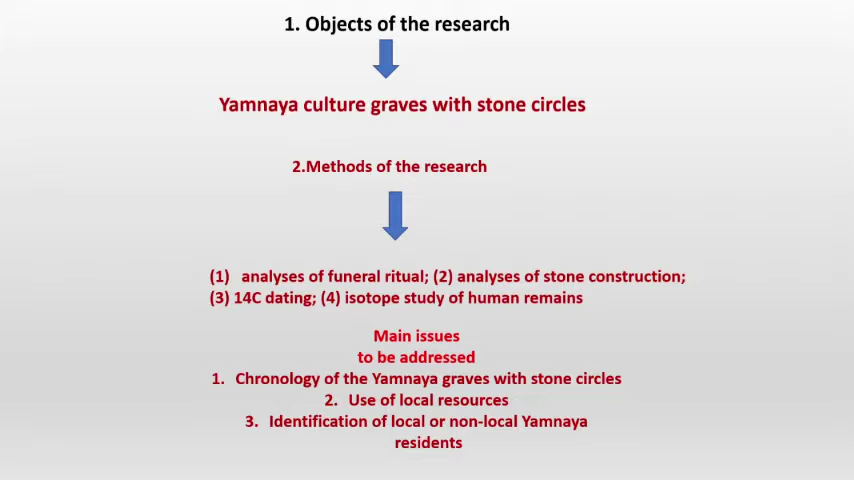 1. Objects of the research
Yamnaya culture graves with stone circles
2.Methods of the research
(1) analyses of funeral ritual; (2) analyses of stone construction;
(3) 14C dating; (4) isotope study of human remains
Main issues
to be addressed
1. Chronology of the Yamnaya graves with stone circles
2. Use of local resources
3. Identification of local or non-local Yamnaya
residents